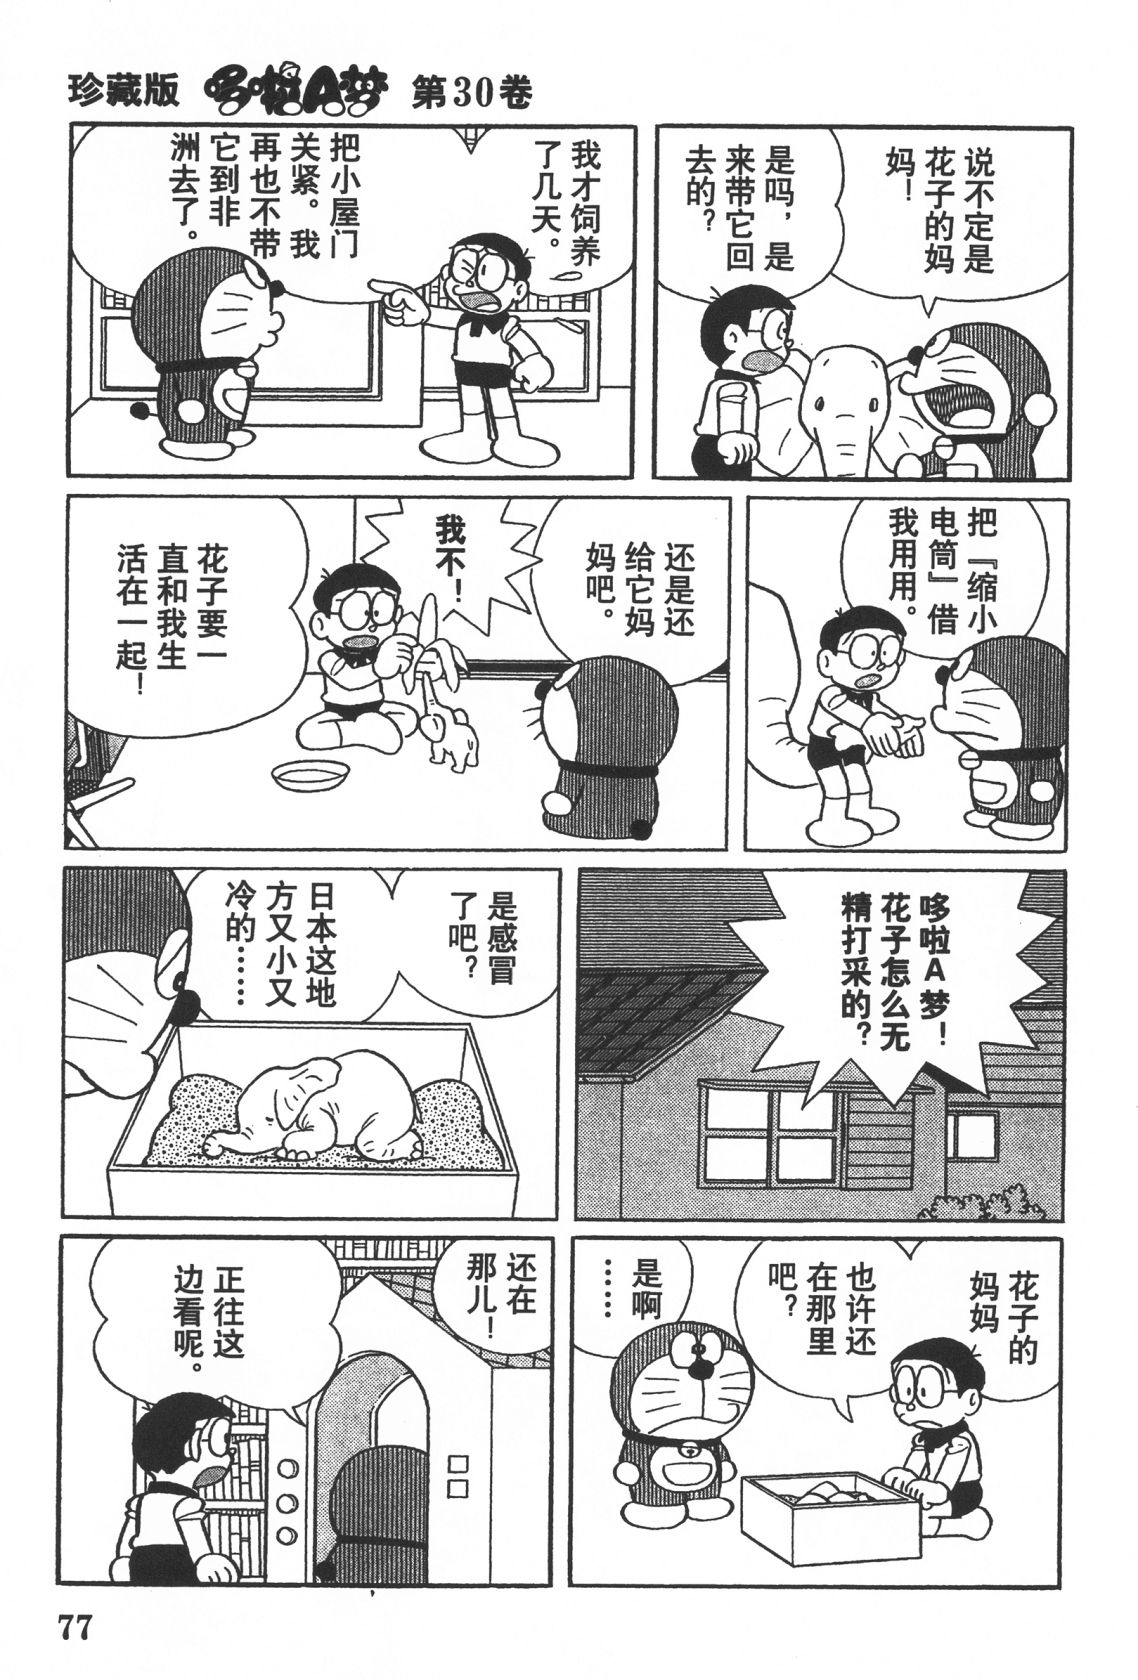 珍藏版 哆啦A梦 第30卷
说不定是
花子的妈
妈！
是吗，是
来带它回
去的？
我才饲养
了几天。
把小屋门
关紧。我
再也不带
它到非
洲去了。
把『缩小
电筒』借
我用用。
还是还
给它妈
妈吧。
我不！
花子要一
直和我生
活在一起！
哆啦A梦！
花子怎么无
精打采的？
是感冒
了吧？
日本这地
方又小又
冷的……
花子的
妈妈
也许还
在那里
吧？
是啊
……
还在
那儿！
正往这
边看呢。
77